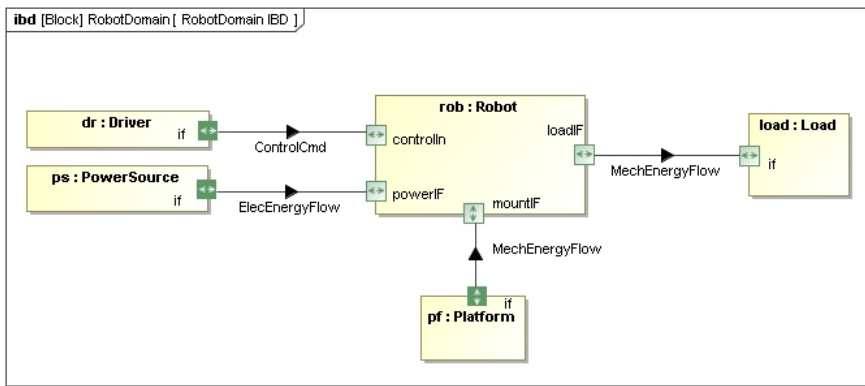 ibd [Block] RobotDomain [ RobotDomain IBD ]
dr : Driver
if
ControlCmd
ps : PowerSource
if
ElecEnergyFlow
rob : Robot
controlIn
loadIF
powerIF
mountIF
MechEnergyFlow
load : Load
if
MechEnergyFlow
if
pf : Platform